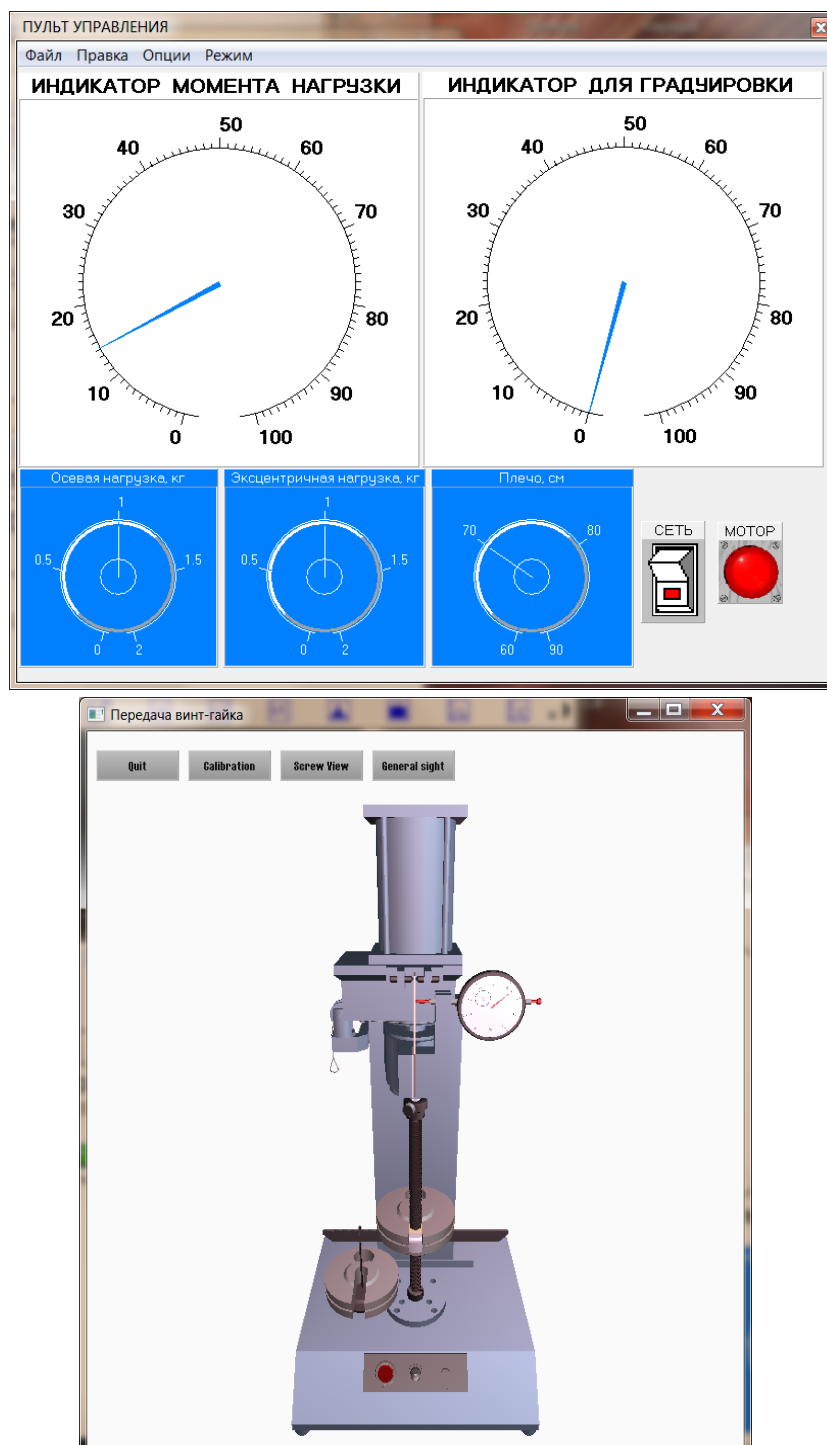 ПУЛЬТ УПРАВЛЕНИЯ
Файл Правка Опции Режим
ИНДИКАТОР МОМЕНТА НАГРУЗКИ
0
10
20
30
40
50
60
70
80
90
100
ИНДИКАТОР ДЛЯ ГРАДУИРОВКИ
0
10
20
30
40
50
60
70
80
90
100
Осевая нагрузка, кг
0
0.5
1
1.5
2
Эксцентричная нагрузка, кг
0
0.5
1
1.5
2
Плечо, см
60
70
80
90
СЕТЬ
МОТОР
Передача винт-гайка
Quit
Calibration
Screw View
General sight